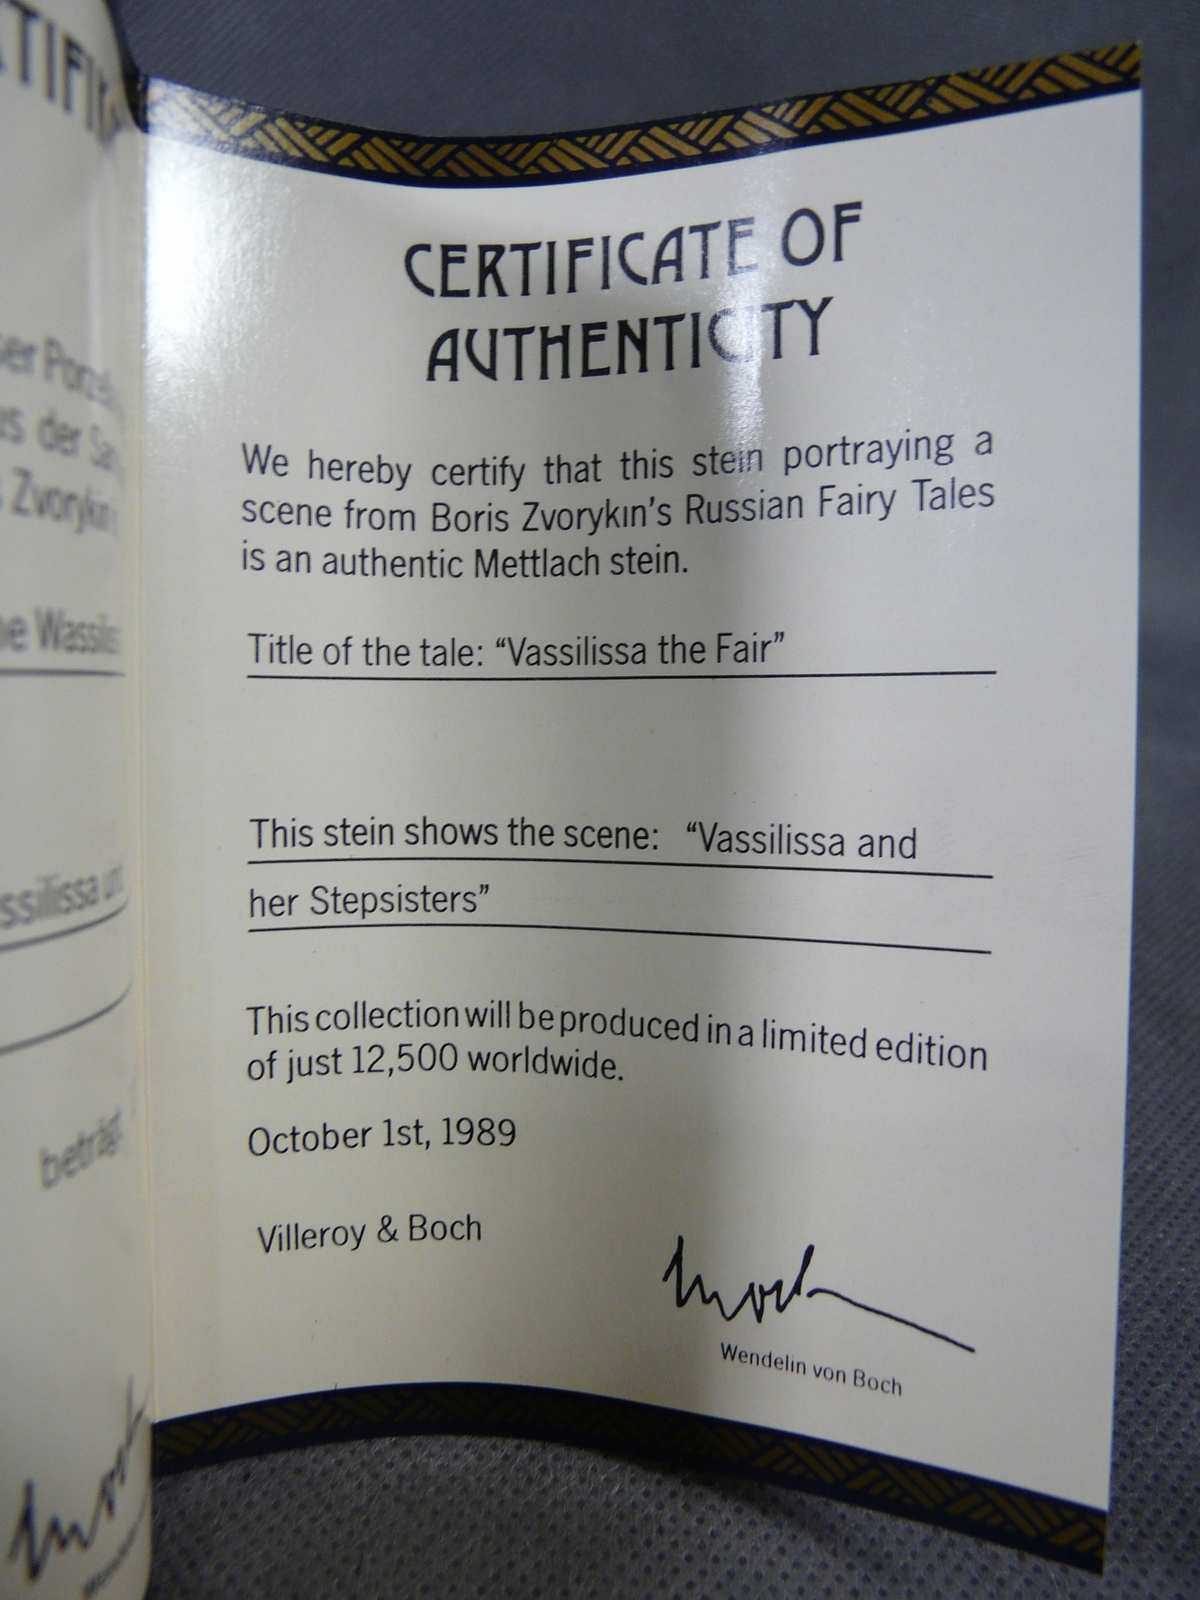 CERTIFICATE OF
AUTHENTICITY
We hereby certify that this stein portraying a
scene from Boris Zvorykın's Russian Fairy Tales
is an authentic Mettlach stein.
Title of the tale: “Vassilissa the Fair”
This stein shows the scene: “Vassilissa and
her Stepsisters”
This collection will be produced in a limited edition
of just 12,500 worldwide.
October 1st, 1989
Villeroy & Boch
Wendelin von Boch
der
beträgt